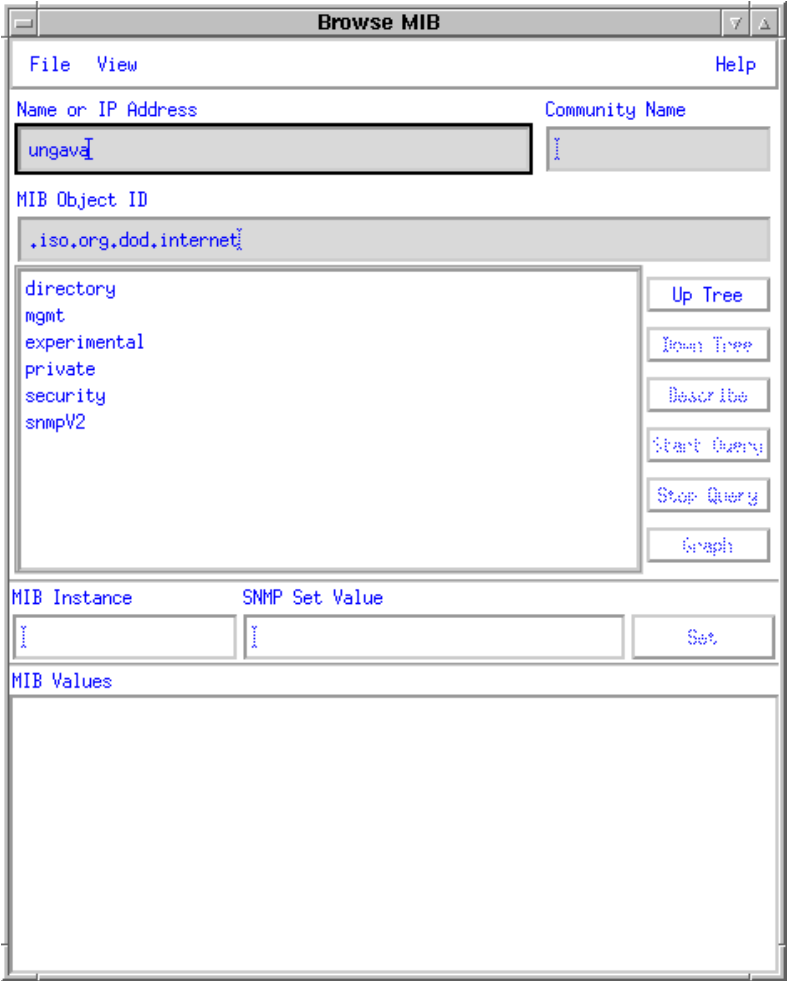 Browse MIB
File View Help
Name or IP Address Community Name
ungava
MIB Object ID
.iso.org.dod.internet
directory
mgmt
experimental
private
security
snmpV2
Up Tree
Down Tree
Describe
Start Query
Stop Query
Graph
MIB Instance SNMP Set Value
Set
MIB Values